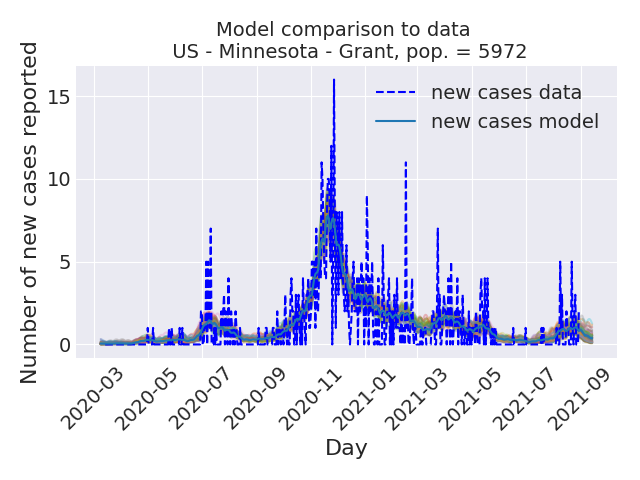 Model comparison to data
US - Minnesota - Grant, pop. = 5972
Number of new cases reported
15
10
5
0
new cases data
new cases model
2020-03
2020-05
2020-07
2020-09
2020-11
2021-01
2021-03
2021-05
2021-07
2021-09
Day